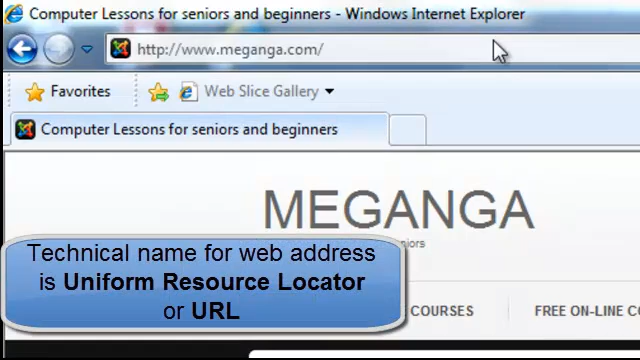 Computer Lessons for seniors and beginners - Windows Internet Explorer
http://www.meganga.com/
Favorites
Web Slice Gallery
Computer Lessons for seniors and beginners
MEGANGA
Technical name for web address
is Uniform Resource Locator
or URL
COURSES
FREE ON-LINE